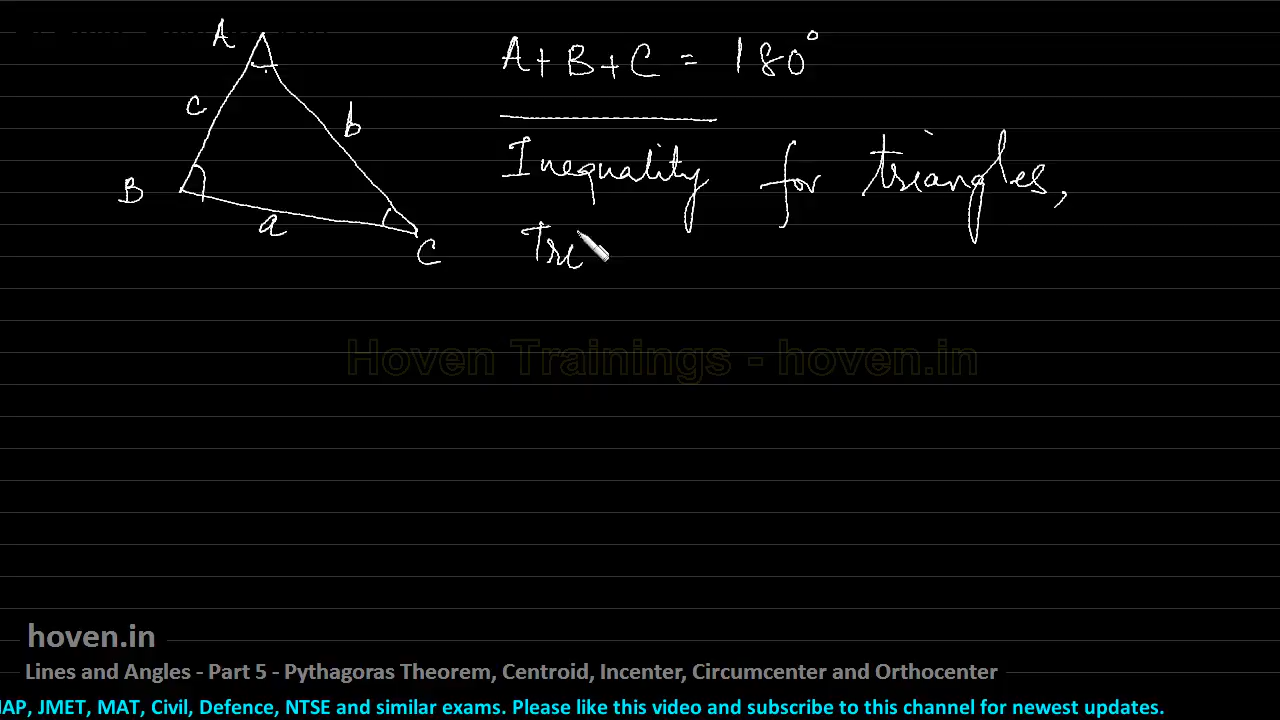 A
A+B+C = 180°
c
b
Inequality for triangles,
B
a
C
Tri
Hoven Trainings - hoven.in
hoven.in
Lines and Angles - Part 5 - Pythagoras Theorem, Centroid, Incenter, Circumcenter and Orthocenter
JMET, MAT, Civil, Defence, NTSE and similar exams. Please like this video and subscribe to this channel for newest updates.